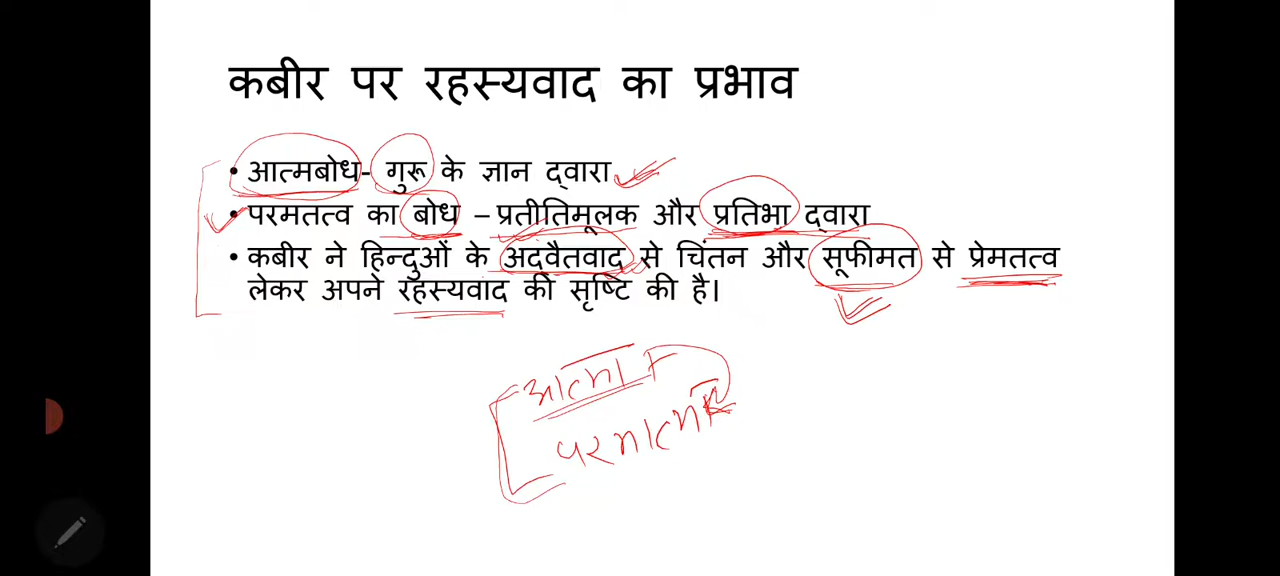 कबीर पर रहस्यवाद का प्रभाव
• आत्मबोध- गुरू के ज्ञान द्वारा
• परमतत्व का बोध – प्रतीतिमूलक और प्रतिभा द्वारा
• कबीर ने हिन्दुओं के अदवैतवाद से चिंतन और सूफीमत से प्रेमतत्व
लेकर अपने रहस्यवाद की सृष्टि की है।
आत्मा +
परमात्मा